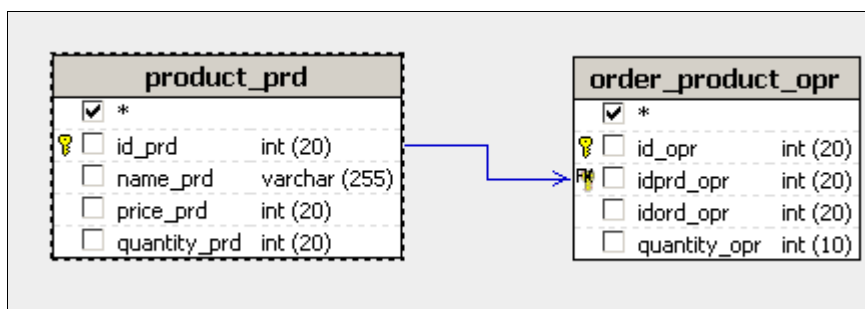 product_prd
*
id_prd int (20)
name_prd varchar (255)
price_prd int (20)
quantity_prd int (20)
order_product_opr
*
id_opr int (20)
FK idprd_opr int (20)
idord_opr int (20)
quantity_opr int (10)